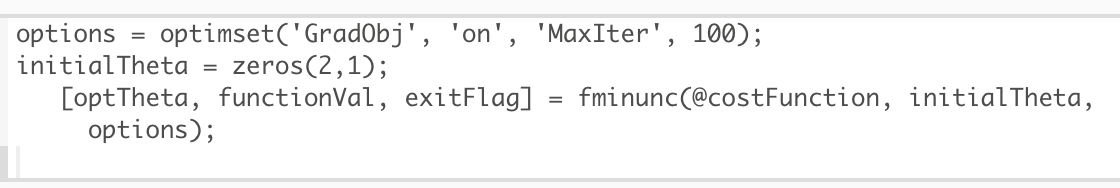 options = optimset('GradObj', 'on', 'MaxIter', 100);
initialTheta = zeros(2,1);
   [optTheta, functionVal, exitFlag] = fminunc(@costFunction, initialTheta,
     options);